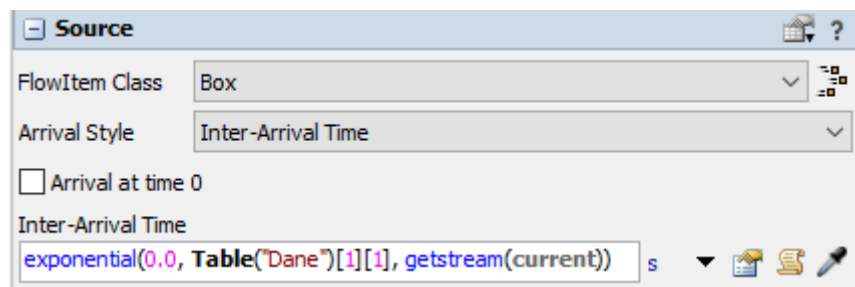 Source ?
FlowItem Class Box
Arrival Style Inter-Arrival Time
Arrival at time 0
Inter-Arrival Time
exponential(0.0, Table("Dane")[1][1], getstream(current)) s